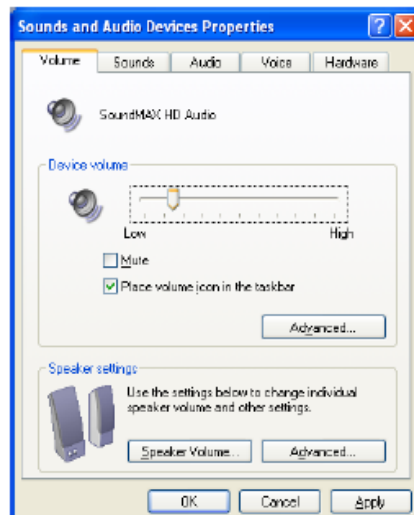 Sounds and Audio Devices Properties
Volume Sounds Audio Voice Hardware
SoundMAX HD Audio
Device volume
Low High
Mute
Place volume icon in the taskbar
Advanced...
Speaker settings
Use the settings below to change individual
speaker volume and other settings.
Speaker Volume... Advanced...
OK Cancel Apply